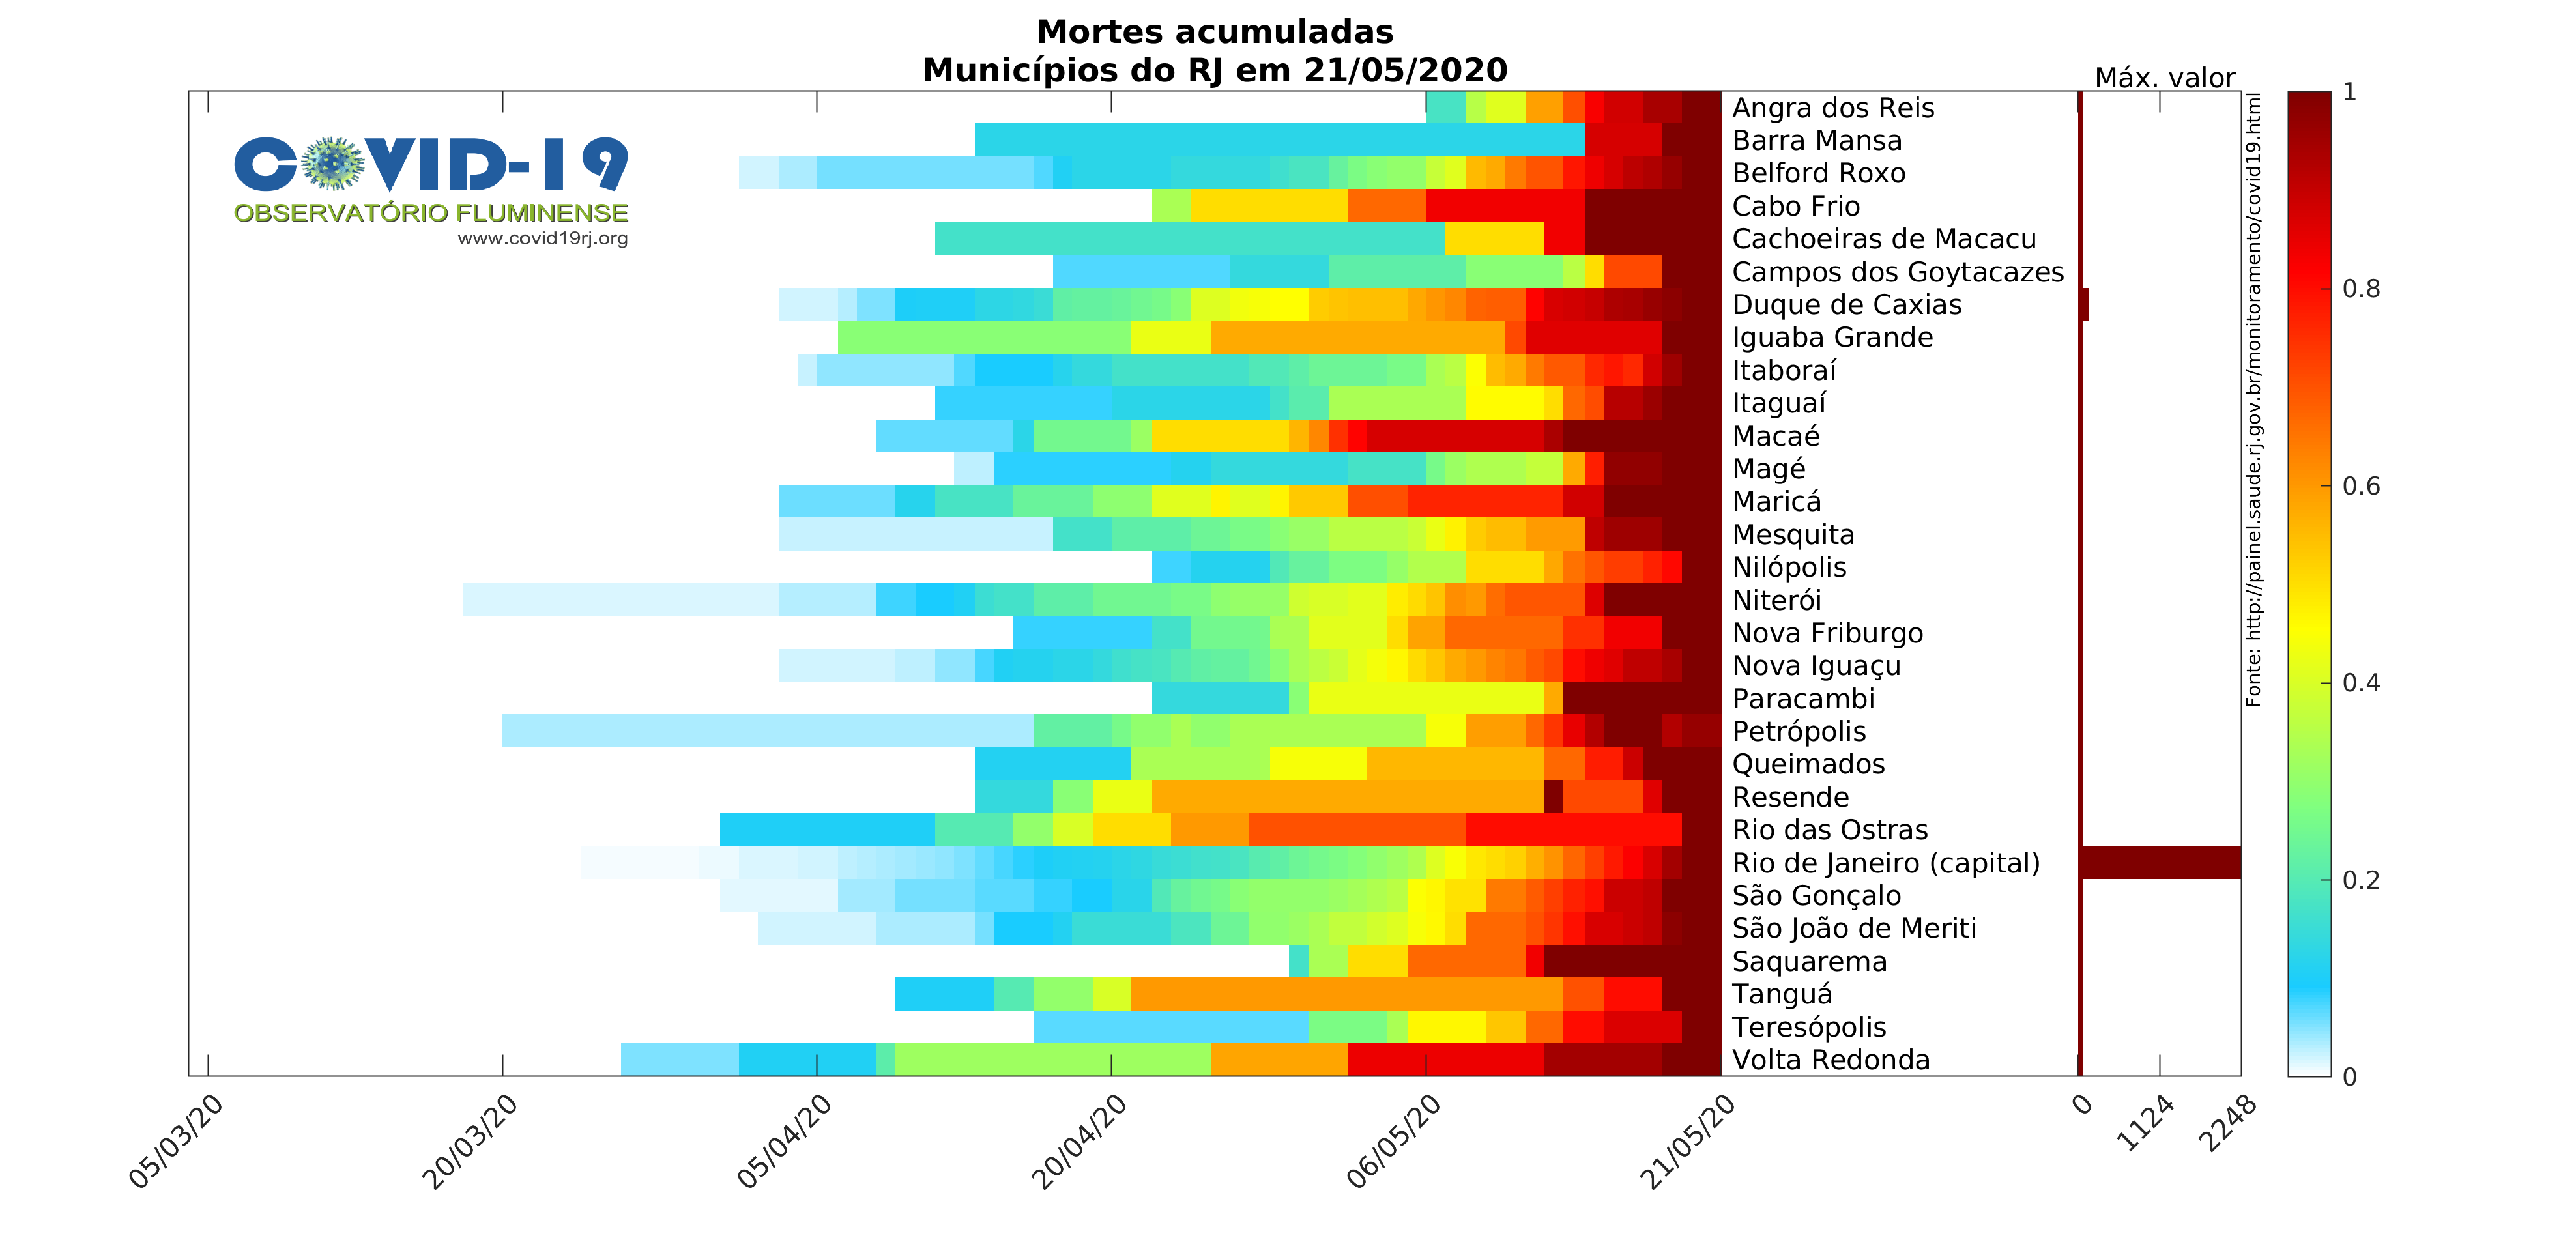 Mortes acumuladas
Municípios do RJ em 21/05/2020
Máx. valor
COVID-19
OBSERVATÓRIO FLUMINENSE
www.covid19rj.org
Angra dos Reis
Barra Mansa
Belford Roxo
Cabo Frio
Cachoeiras de Macacu
Campos dos Goytacazes
Duque de Caxias
Iguaba Grande
Itaboraí
Itaguaí
Macaé
Magé
Maricá
Mesquita
Nilópolis
Niterói
Nova Friburgo
Nova Iguaçu
Paracambi
Petrópolis
Queimados
Resende
Rio das Ostras
Rio de Janeiro (capital)
São Gonçalo
São João de Meriti
Saquarema
Tanguá
Teresópolis
Volta Redonda
05/03/20
20/03/20
05/04/20
20/04/20
06/05/20
21/05/20
0
1124
2248
Fonte: http://painel.saude.rj.gov.br/monitoramento/covid19.html
1
0.8
0.6
0.4
0.2
0